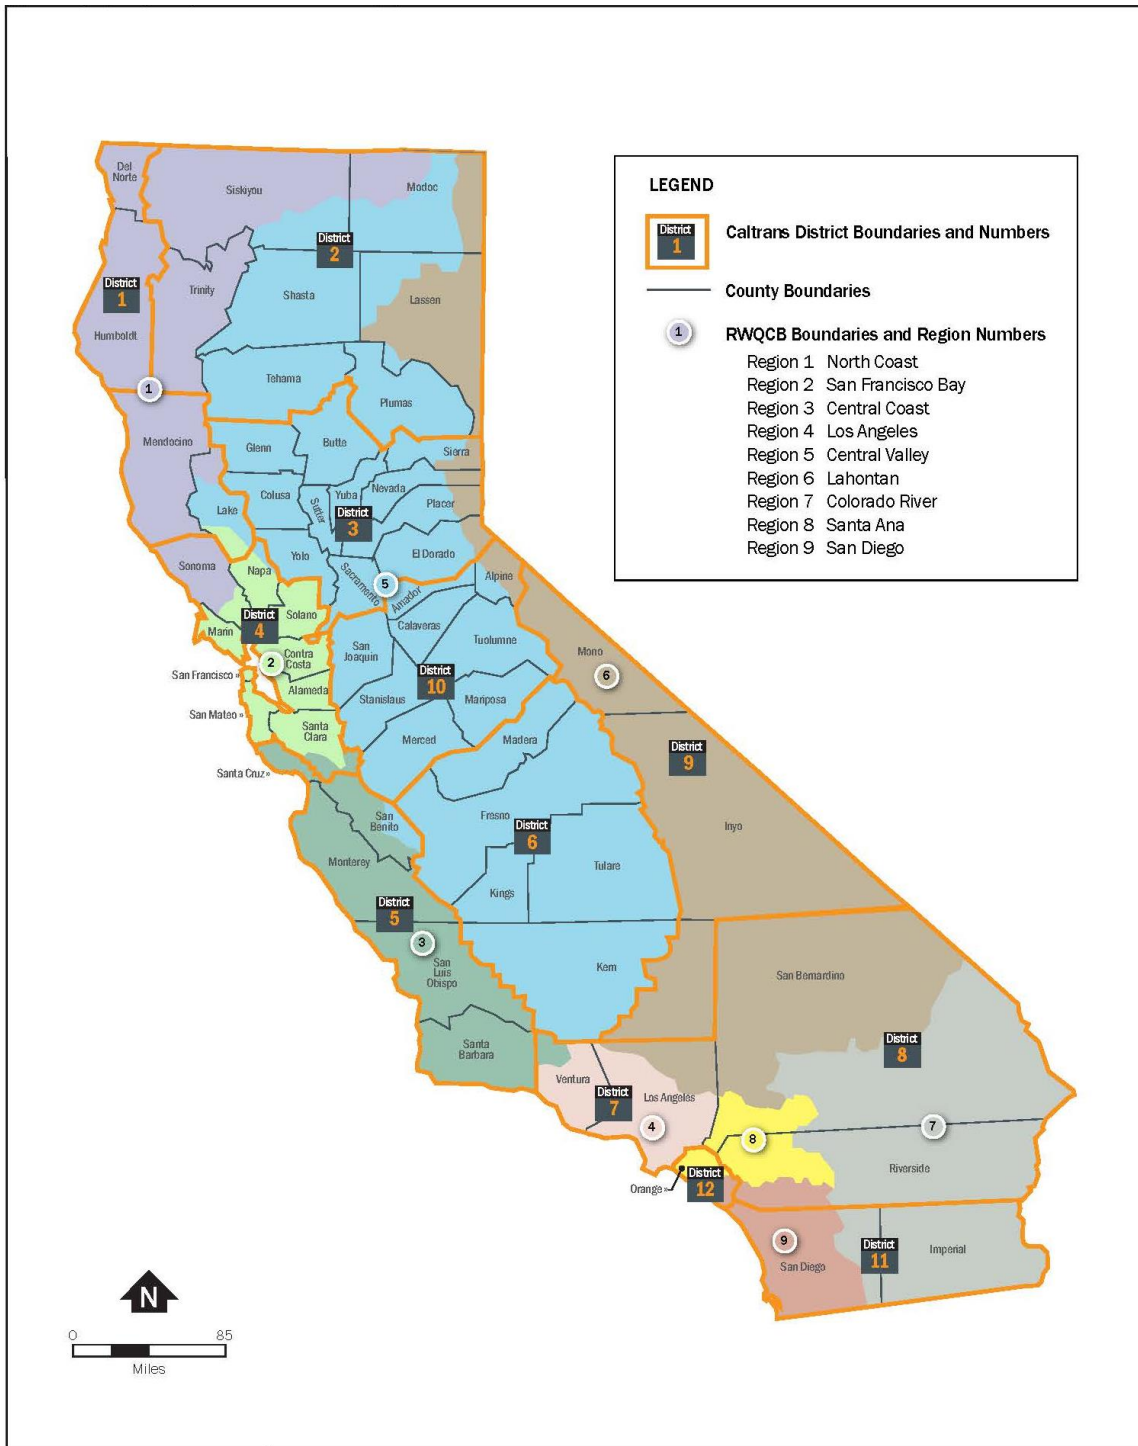 LEGEND
District
1
Caltrans District Boundaries and Numbers
County Boundaries
1
RWQCB Boundaries and Region Numbers
Region 1 North Coast
Region 2 San Francisco Bay
Region 3 Central Coast
Region 4 Los Angeles
Region 5 Central Valley
Region 6 Lahontan
Region 7 Colorado River
Region 8 Santa Ana
Region 9 San Diego
Del
Norte
Siskiyou
Modoc
District
2
District
1
Trinity
Shasta
Lassen
Humboldt
Tehama
1
Plumas
Mendocino
Glenn
Butte
Sierra
Colusa
Sutter
Yuba
Nevada
Placer
Lake
District
3
Sonoma
Napa
Yolo
El Dorado
Sacramento
5
Amador
Alpine
District
4
Solano
Marin
Calaveras
Tuolumne
San
Joaquin
Contra
Costa
2
Mono
6
San Francisco »
Alameda
Stanislaus
District
10
Mariposa
San Mateo »
Santa
Clara
Merced
Madera
District
9
Santa Cruz »
San
Benito
Fresno
District
6
Inyo
Monterey
Tulare
Kings
District
5
3
San
Luis
Obispo
Kern
San Bernardino
Santa
Barbara
District
8
Ventura
District
7
Los Angeles
4
8
7
Riverside
Orange »
District
12
9
San Diego
District
11
Imperial
N
0 85
Miles